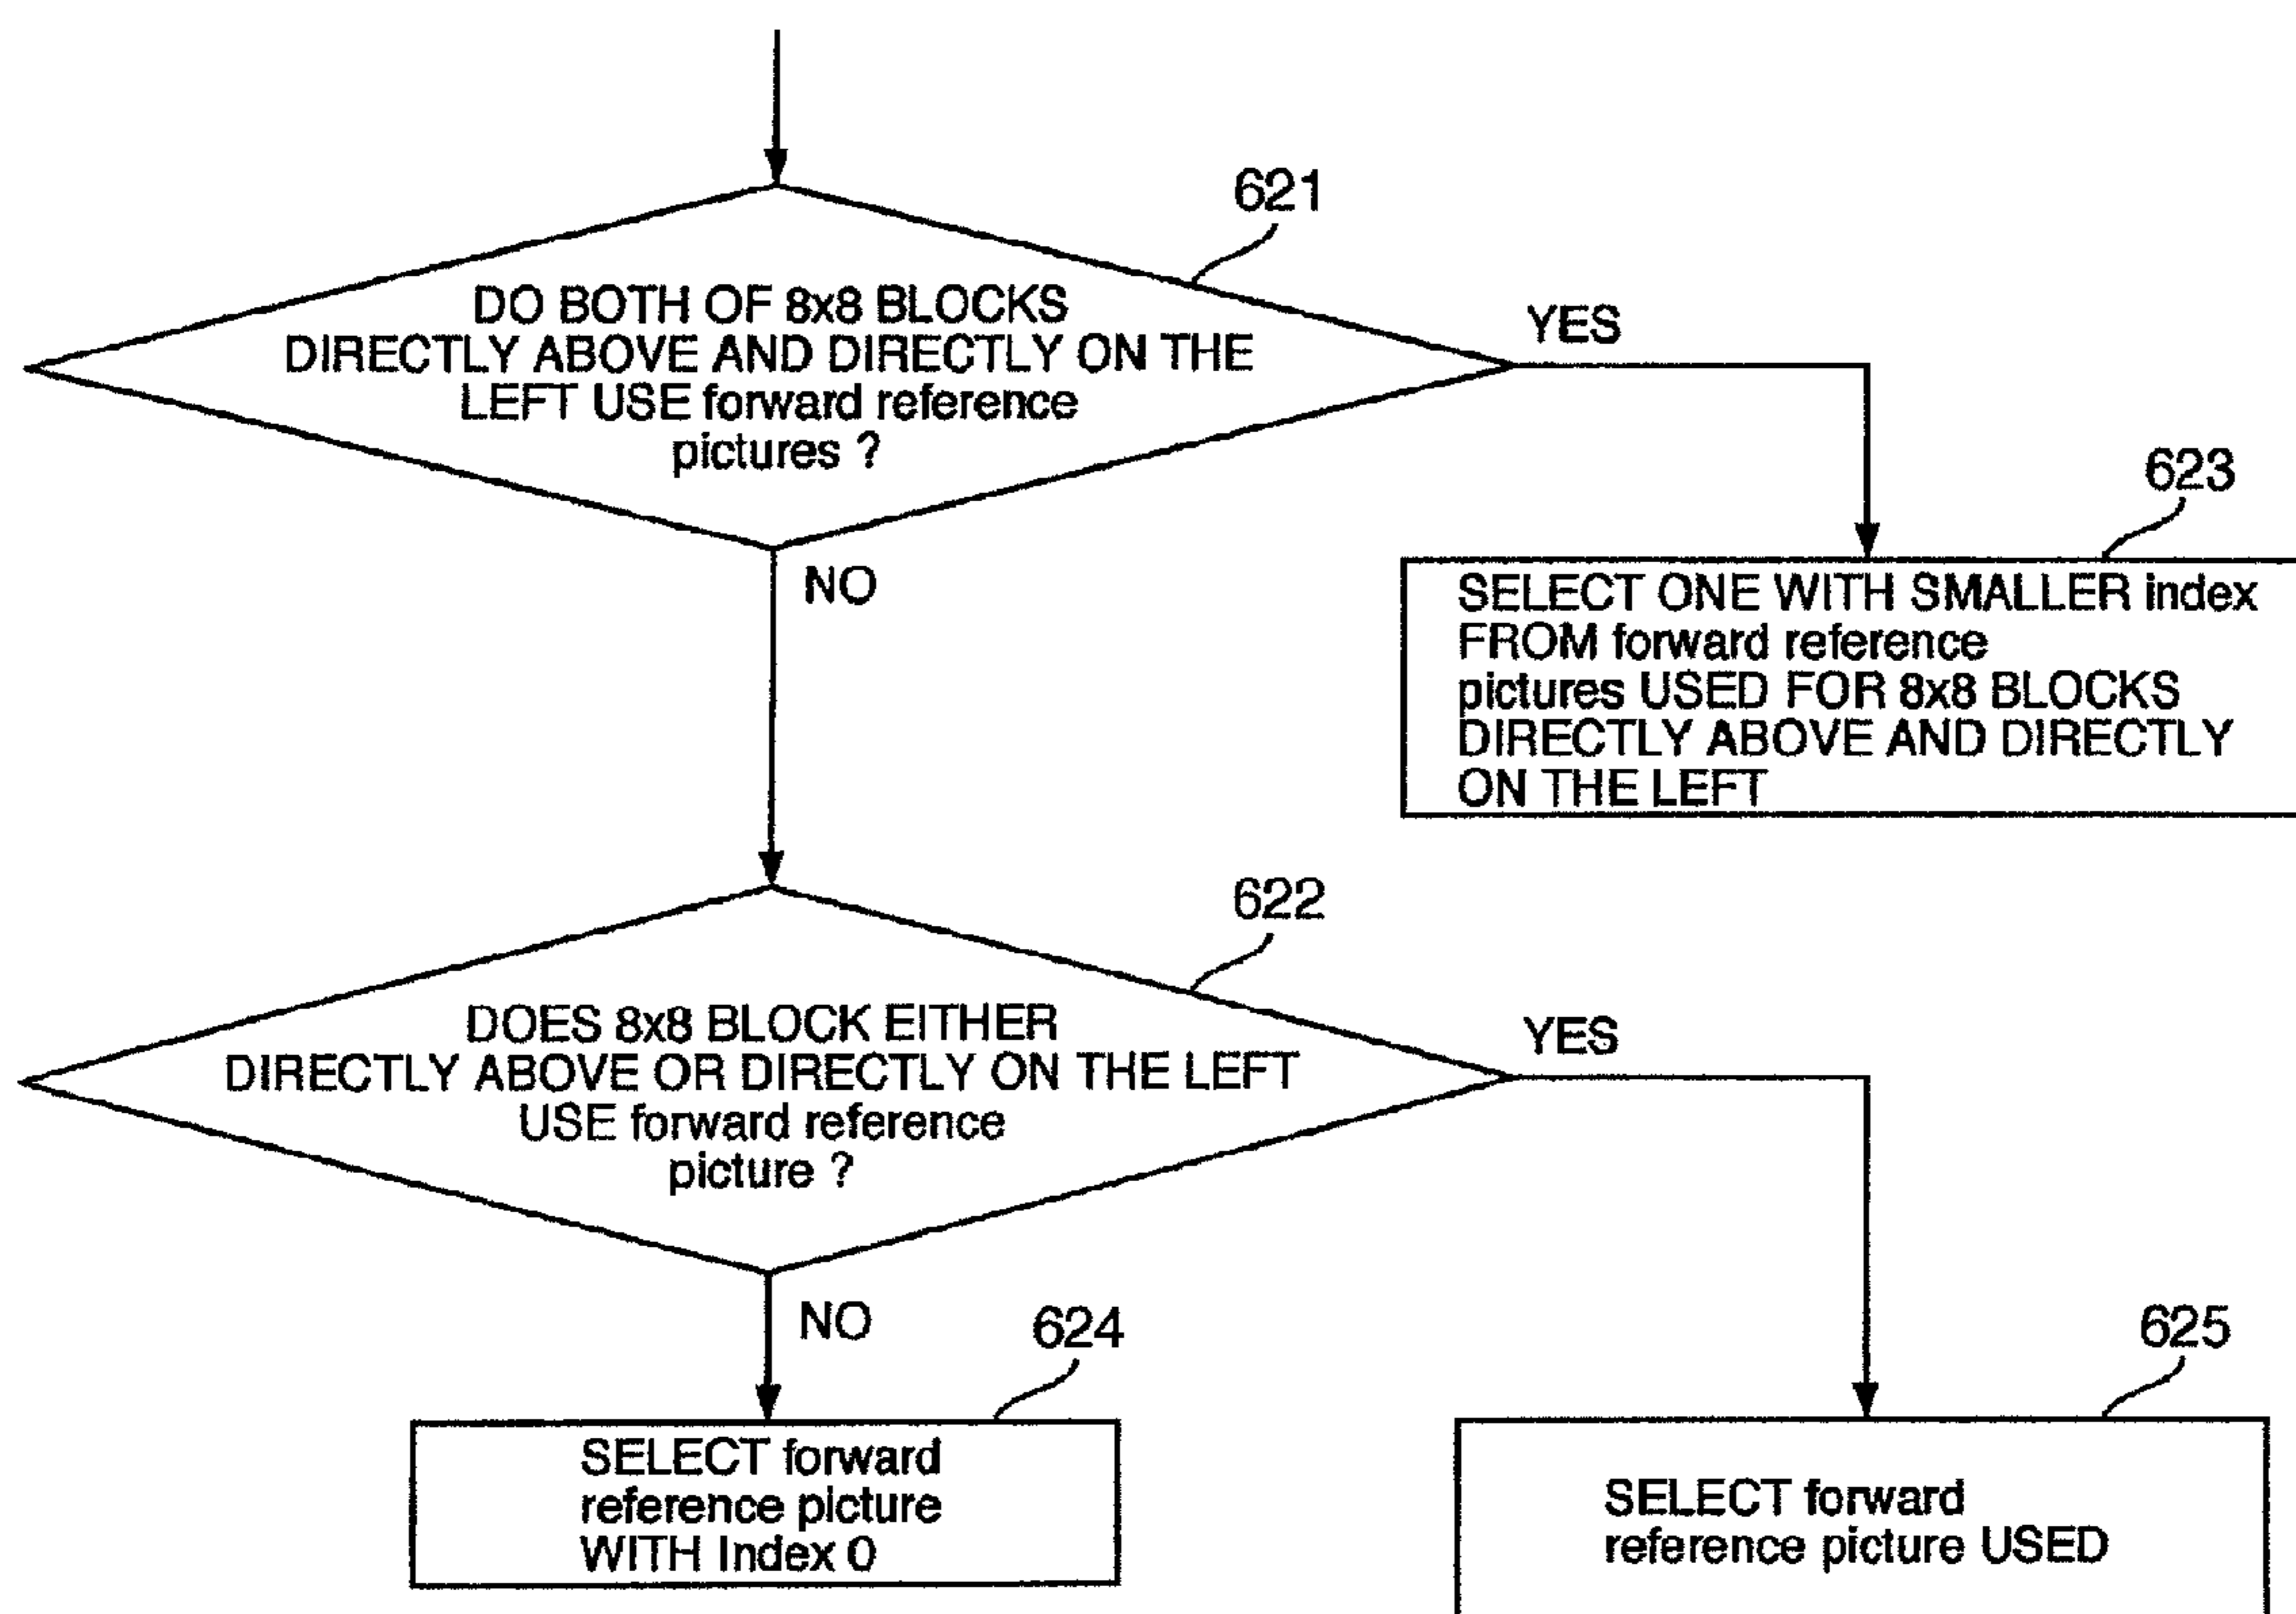 621
DO BOTH OF 8x8 BLOCKS
DIRECTLY ABOVE AND DIRECTLY ON THE
LEFT USE forward reference
pictures ?
YES
NO
623
SELECT ONE WITH SMALLER index
FROM forward reference
pictures USED FOR 8x8 BLOCKS
DIRECTLY ABOVE AND DIRECTLY
ON THE LEFT
622
DOES 8x8 BLOCK EITHER
DIRECTLY ABOVE OR DIRECTLY ON THE LEFT
USE forward reference
picture ?
YES
NO
624
SELECT forward
reference picture
WITH Index 0
625
SELECT forward
reference picture USED